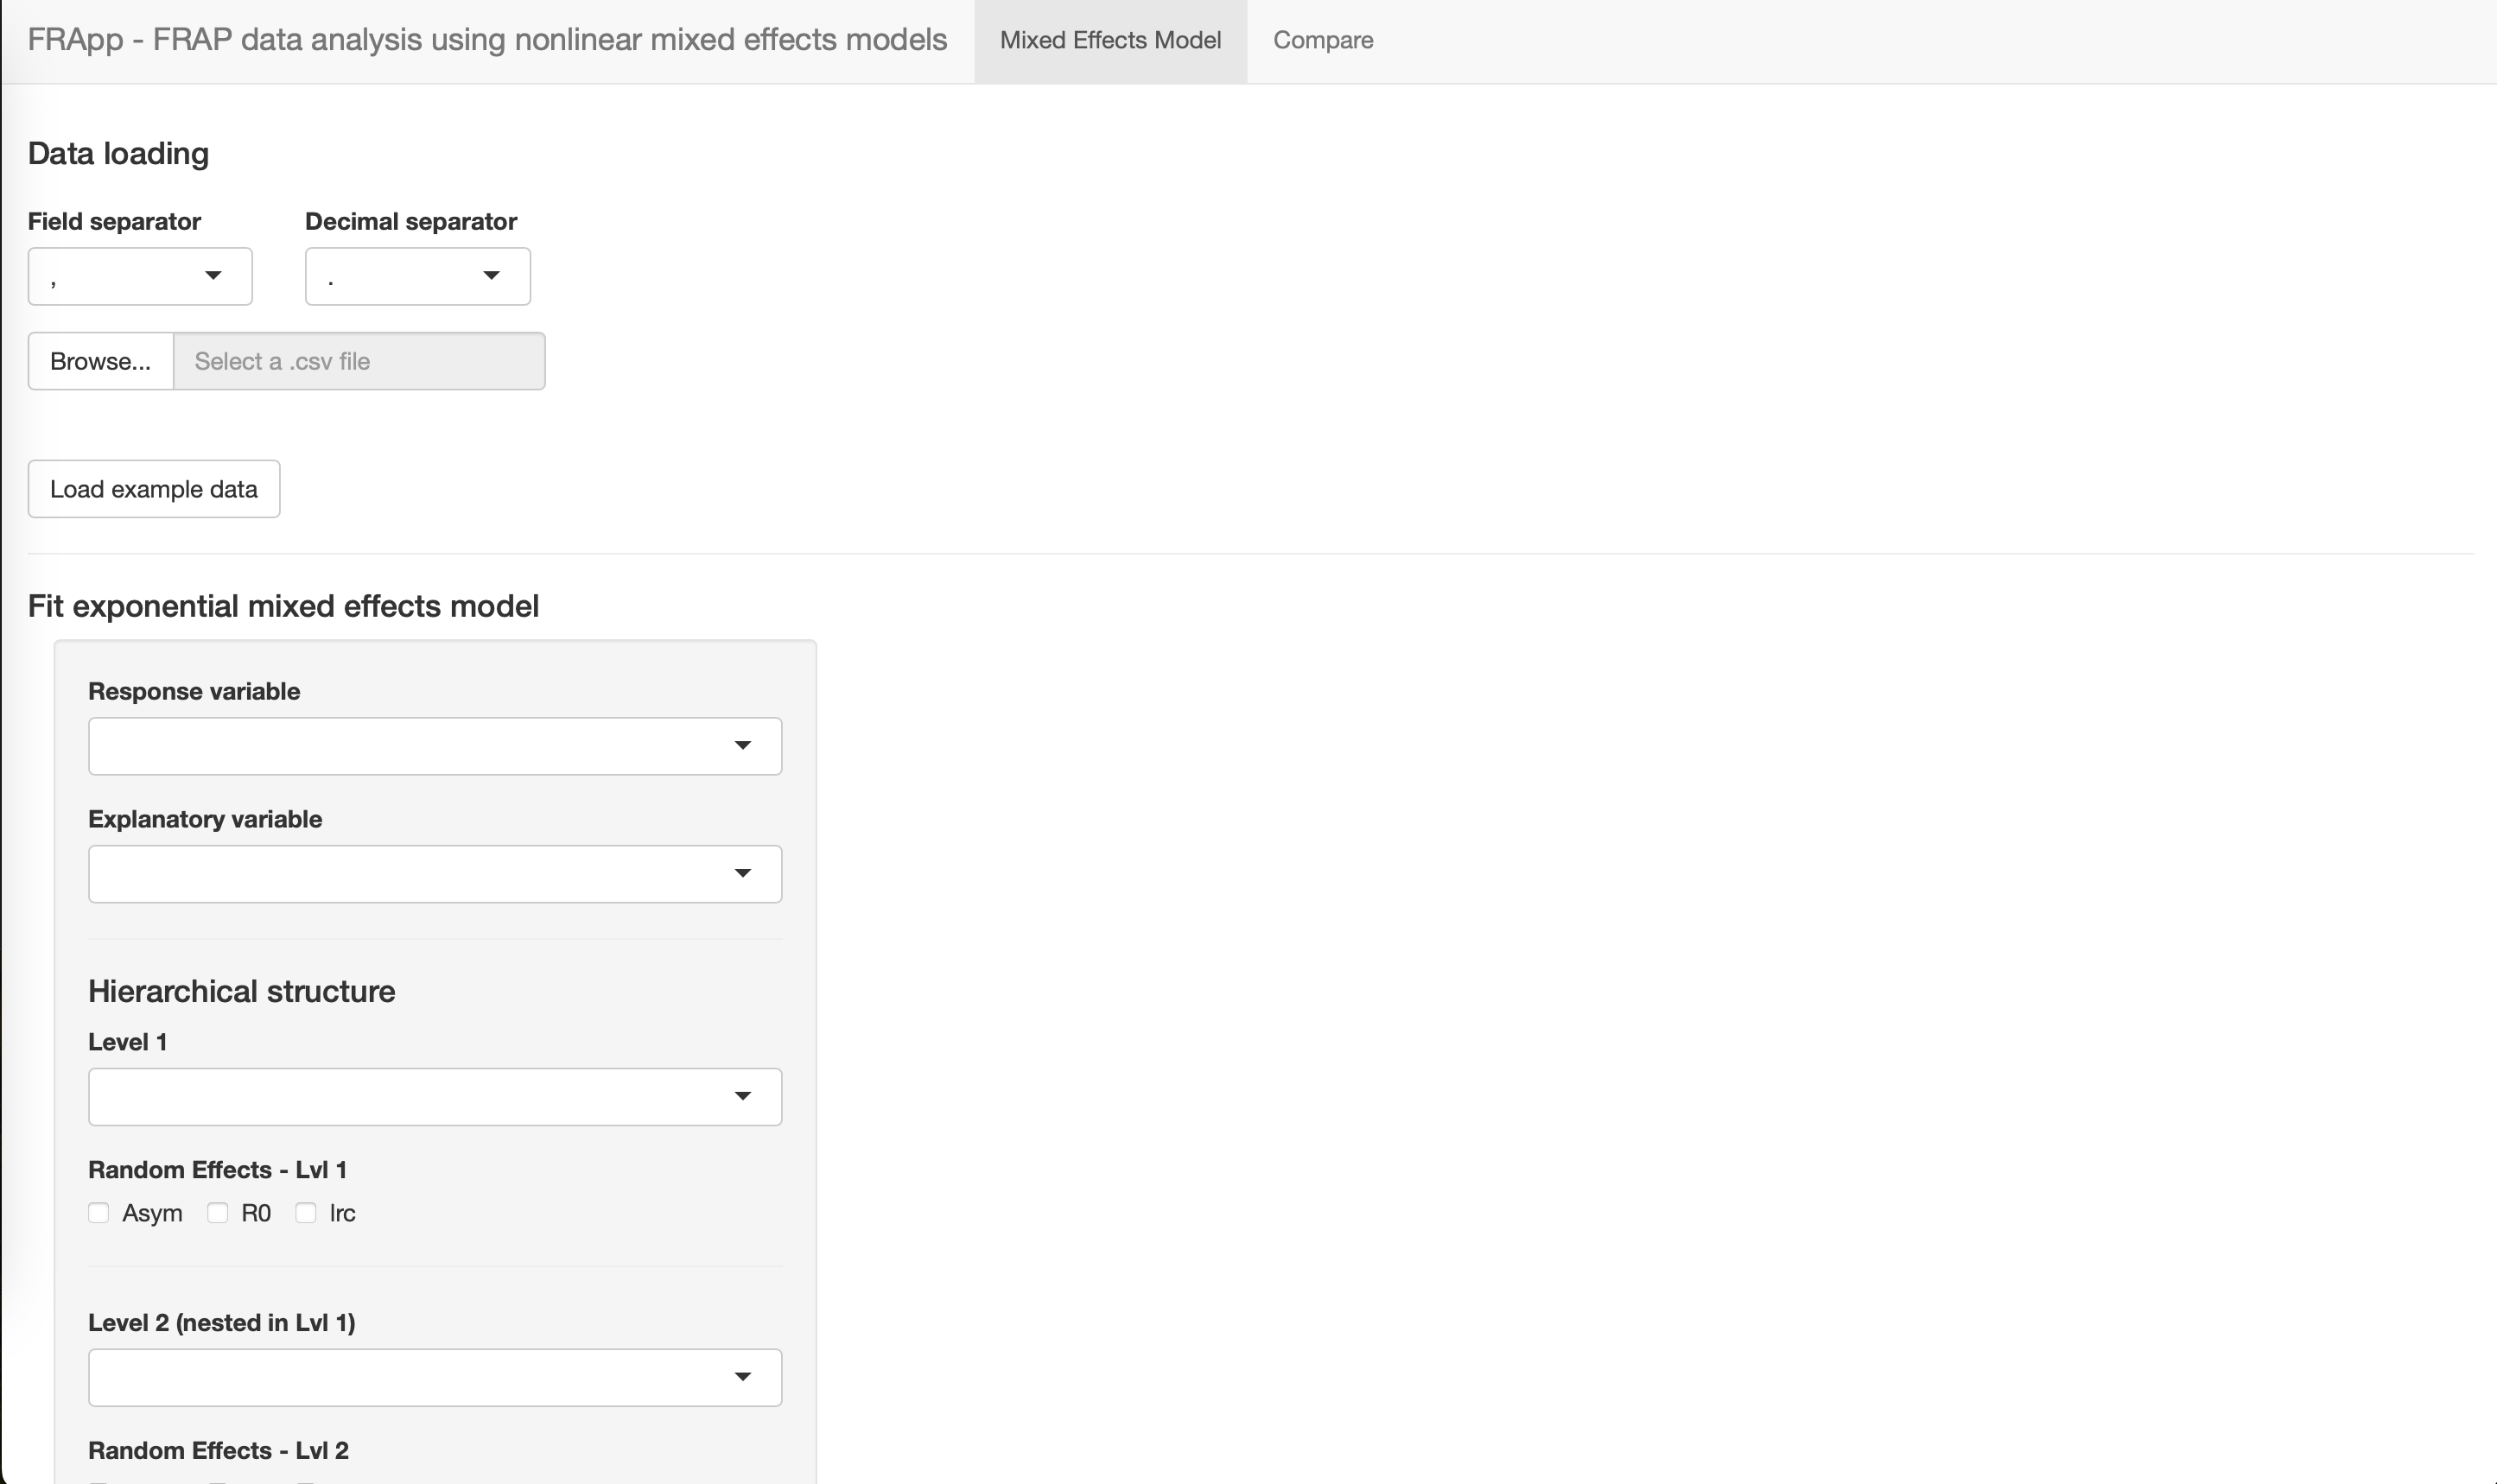 FRApp - FRAP data analysis using nonlinear mixed effects models Mixed Effects Model Compare
Data loading
Field separator Decimal separator
, .
Browse... Select a .csv file
Load example data
Fit exponential mixed effects model
Response variable
Explanatory variable
Hierarchical structure
Level 1
Random Effects - Lvl 1
Asym R0 lrc
Level 2 (nested in Lvl 1)
Random Effects - Lvl 2